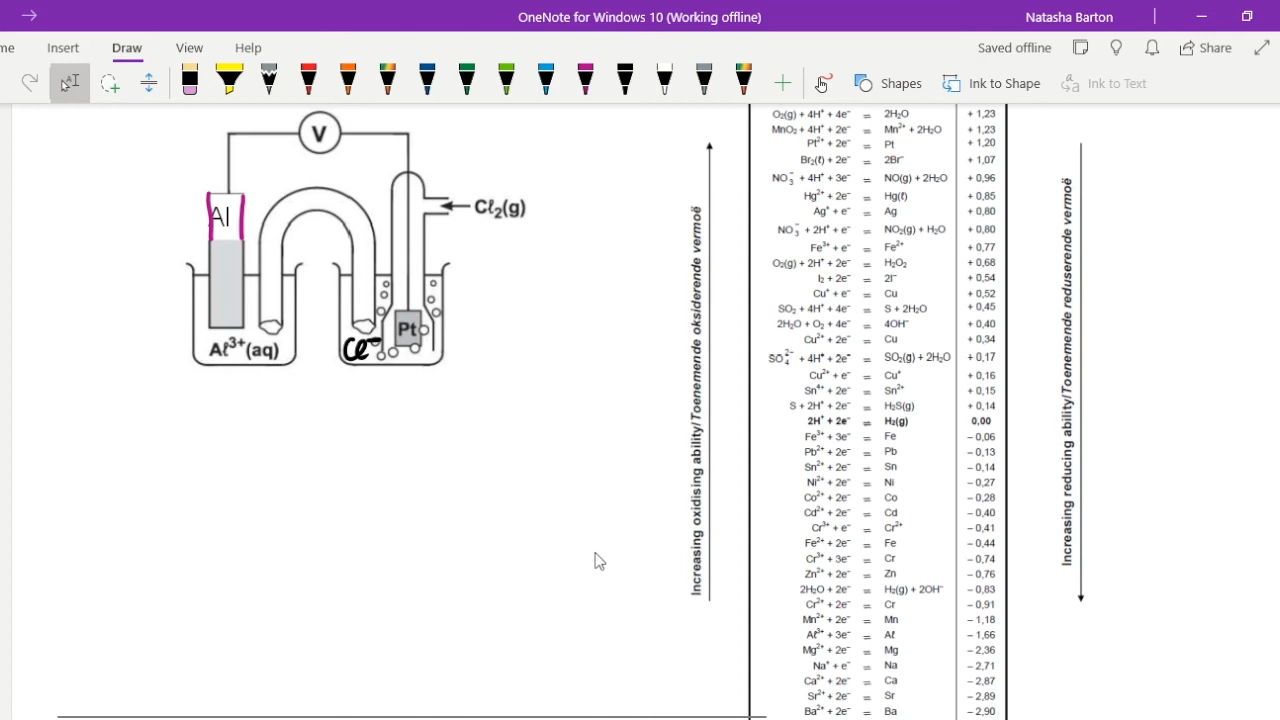 OneNote for Windows 10 (Working offline)
Natasha Barton
me Insert Draw View Help
Saved offline
Share
Shapes
Ink to Shape
Ink to Text
V
Al
Cℓ₂(g)
Pt
Aℓ³⁺(aq)
Cℓ⁻
Increasing oxidising ability/Toenemende oksiderende vermoë
O₂(g) + 4H⁺ + 4e⁻ ⇌ 2H₂O + 1,23
MnO₂ + 4H⁺ + 2e⁻ ⇌ Mn²⁺ + 2H₂O + 1,23
Pt²⁺ + 2e⁻ ⇌ Pt + 1,20
Br₂(ℓ) + 2e⁻ ⇌ 2Br⁻ + 1,07
NO₃⁻ + 4H⁺ + 3e⁻ ⇌ NO(g) + 2H₂O + 0,96
Hg²⁺ + 2e⁻ ⇌ Hg(ℓ) + 0,85
Ag⁺ + e⁻ ⇌ Ag + 0,80
NO₃⁻ + 2H⁺ + e⁻ ⇌ NO₂(g) + H₂O + 0,80
Fe³⁺ + e⁻ ⇌ Fe²⁺ + 0,77
O₂(g) + 2H⁺ + 2e⁻ ⇌ H₂O₂ + 0,68
I₂ + 2e⁻ ⇌ 2I⁻ + 0,54
Cu⁺ + e⁻ ⇌ Cu + 0,52
SO₂ + 4H⁺ + 4e⁻ ⇌ S + 2H₂O + 0,45
2H₂O + O₂ + 4e⁻ ⇌ 4OH⁻ + 0,40
Cu²⁺ + 2e⁻ ⇌ Cu + 0,34
SO₄²⁻ + 4H⁺ + 2e⁻ ⇌ SO₂(g) + 2H₂O + 0,17
Cu²⁺ + e⁻ ⇌ Cu⁺ + 0,16
Sn⁴⁺ + 2e⁻ ⇌ Sn²⁺ + 0,15
S + 2H⁺ + 2e⁻ ⇌ H₂S(g) + 0,14
2H⁺ + 2e⁻ ⇌ H₂(g) 0,00
Fe³⁺ + 3e⁻ ⇌ Fe − 0,06
Pb²⁺ + 2e⁻ ⇌ Pb − 0,13
Sn²⁺ + 2e⁻ ⇌ Sn − 0,14
Ni²⁺ + 2e⁻ ⇌ Ni − 0,27
Co²⁺ + 2e⁻ ⇌ Co − 0,28
Cd²⁺ + 2e⁻ ⇌ Cd − 0,40
Cr³⁺ + e⁻ ⇌ Cr²⁺ − 0,41
Fe²⁺ + 2e⁻ ⇌ Fe − 0,44
Cr³⁺ + 3e⁻ ⇌ Cr − 0,74
Zn²⁺ + 2e⁻ ⇌ Zn − 0,76
2H₂O + 2e⁻ ⇌ H₂(g) + 2OH⁻ − 0,83
Cr²⁺ + 2e⁻ ⇌ Cr − 0,91
Mn²⁺ + 2e⁻ ⇌ Mn − 1,18
Aℓ³⁺ + 3e⁻ ⇌ Aℓ − 1,66
Mg²⁺ + 2e⁻ ⇌ Mg − 2,36
Na⁺ + e⁻ ⇌ Na − 2,71
Ca²⁺ + 2e⁻ ⇌ Ca − 2,87
Sr²⁺ + 2e⁻ ⇌ Sr − 2,89
Ba²⁺ + 2e⁻ ⇌ Ba − 2,90
Increasing reducing ability/Toenemende reduserende vermoë